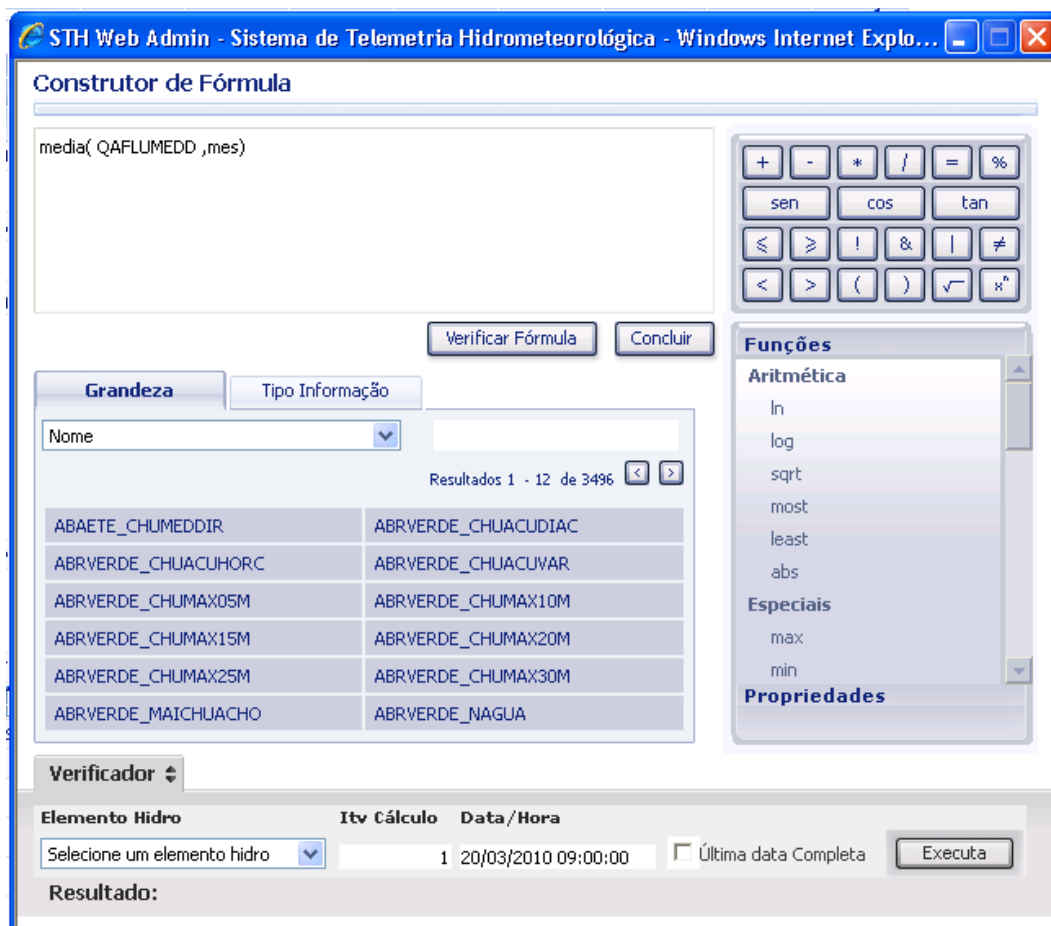 STH Web Admin - Sistema de Telemetria Hidrometeorológica - Windows Internet Explo...
Construtor de Fórmula
media( QAFLUMEDD ,mes)
+ - * / = %
sen cos tan
≤ ≥ ! & | ≠
< > ( ) √ xⁿ
Verificar Fórmula Concluir
Funções
Aritmética
ln
log
sqrt
most
least
abs
Especiais
max
min
Propriedades
Grandeza Tipo Informação
Nome
Resultados 1 - 12 de 3496 < >
ABAETE_CHUMEDDIR ABRVERDE_CHUACUDIAC
ABRVERDE_CHUACUHORC ABRVERDE_CHUACUVAR
ABRVERDE_CHUMAX05M ABRVERDE_CHUMAX10M
ABRVERDE_CHUMAX15M ABRVERDE_CHUMAX20M
ABRVERDE_CHUMAX25M ABRVERDE_CHUMAX30M
ABRVERDE_MAICHUACHO ABRVERDE_NAGUA
Verificador
Elemento Hidro Itv Cálculo Data/Hora
Selecione um elemento hidro 1 20/03/2010 09:00:00 Última data Completa Executa
Resultado: